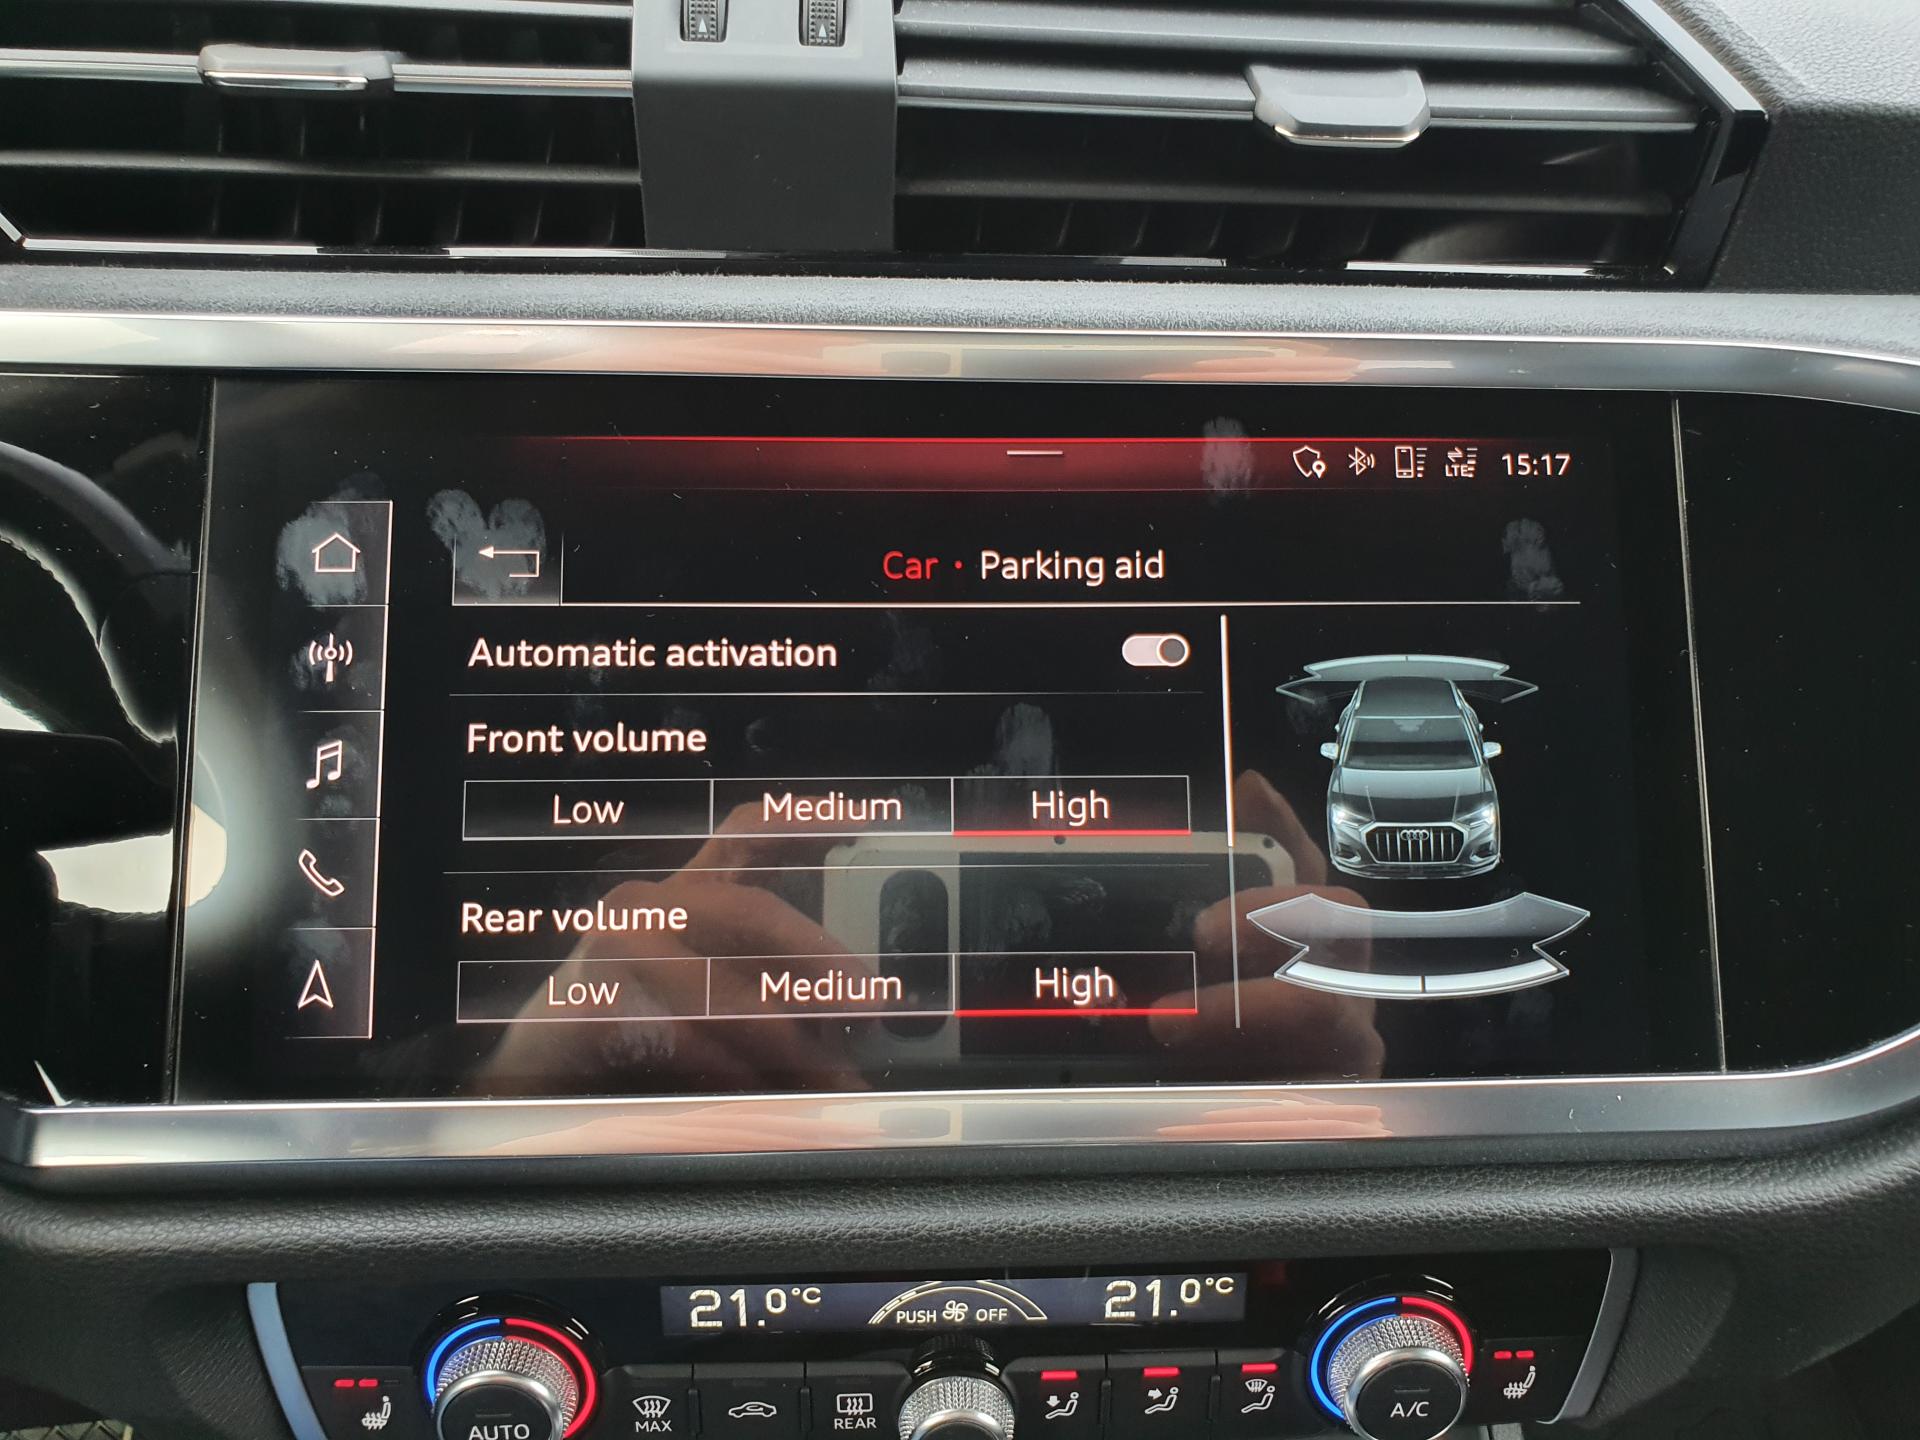 LTE 15:17
Car • Parking aid
Automatic activation
Front volume
Low Medium High
Rear volume
Low Medium High
21.0°C PUSH OFF 21.0°C
AUTO MAX REAR A/C